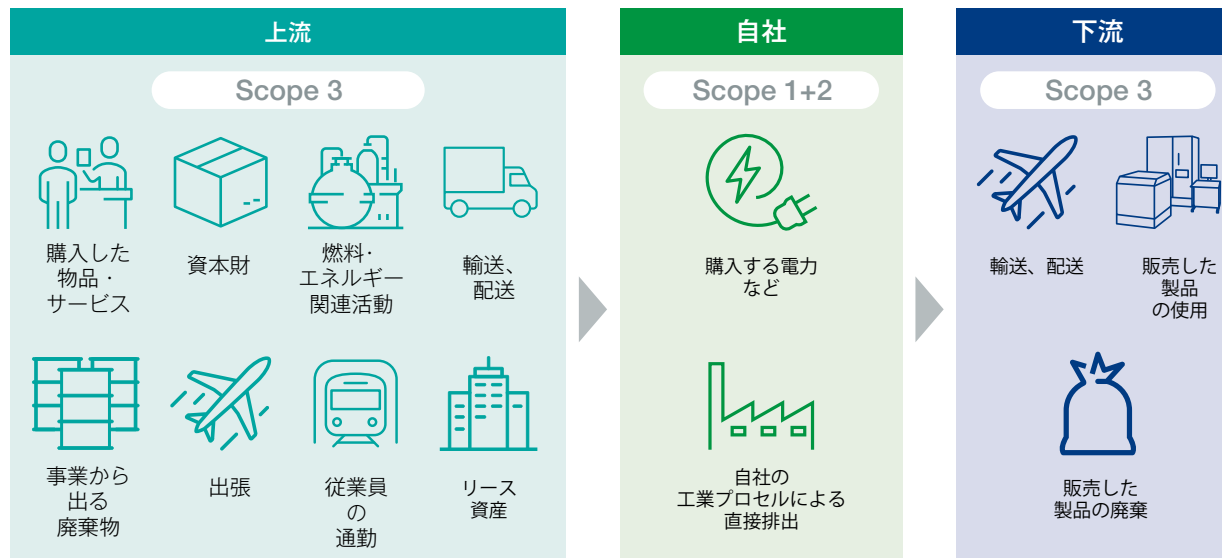 上流
Scope 3
購入した
物品・
サービス
資本財
燃料・
エネルギー
関連活動
輸送、
配送
事業から
出る
廃棄物
出張
従業員
の
通勤
リース
資産
自社
Scope 1+2
購入する電力
など
自社の
工業プロセルによる
直接排出
下流
Scope 3
輸送、配送
販売した
製品
の使用
販売した
製品の廃棄